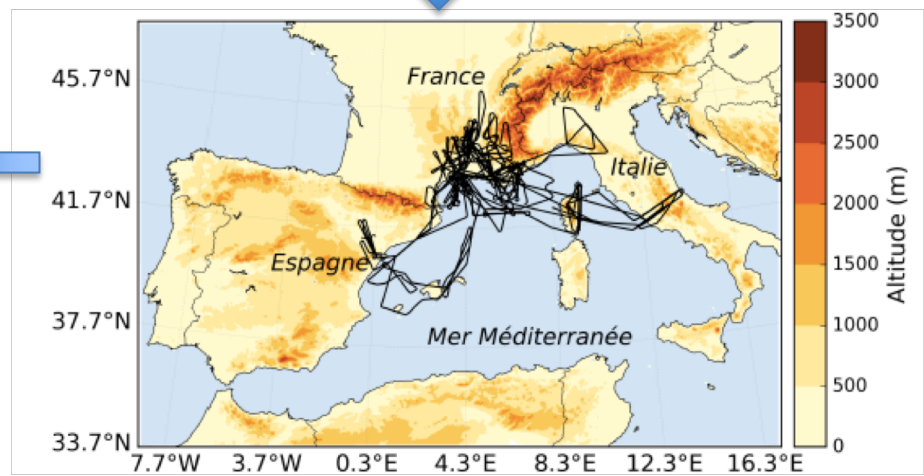 3500
45.7°N
France
3000
2500
Italie
41.7°N
2000
Espagne
1500
37.7°N
Mer Méditerranée
1000
500
33.7°N
0
7.7°W 3.7°W 0.3°E 4.3°E 8.3°E 12.3°E 16.3°E
Altitude (m)